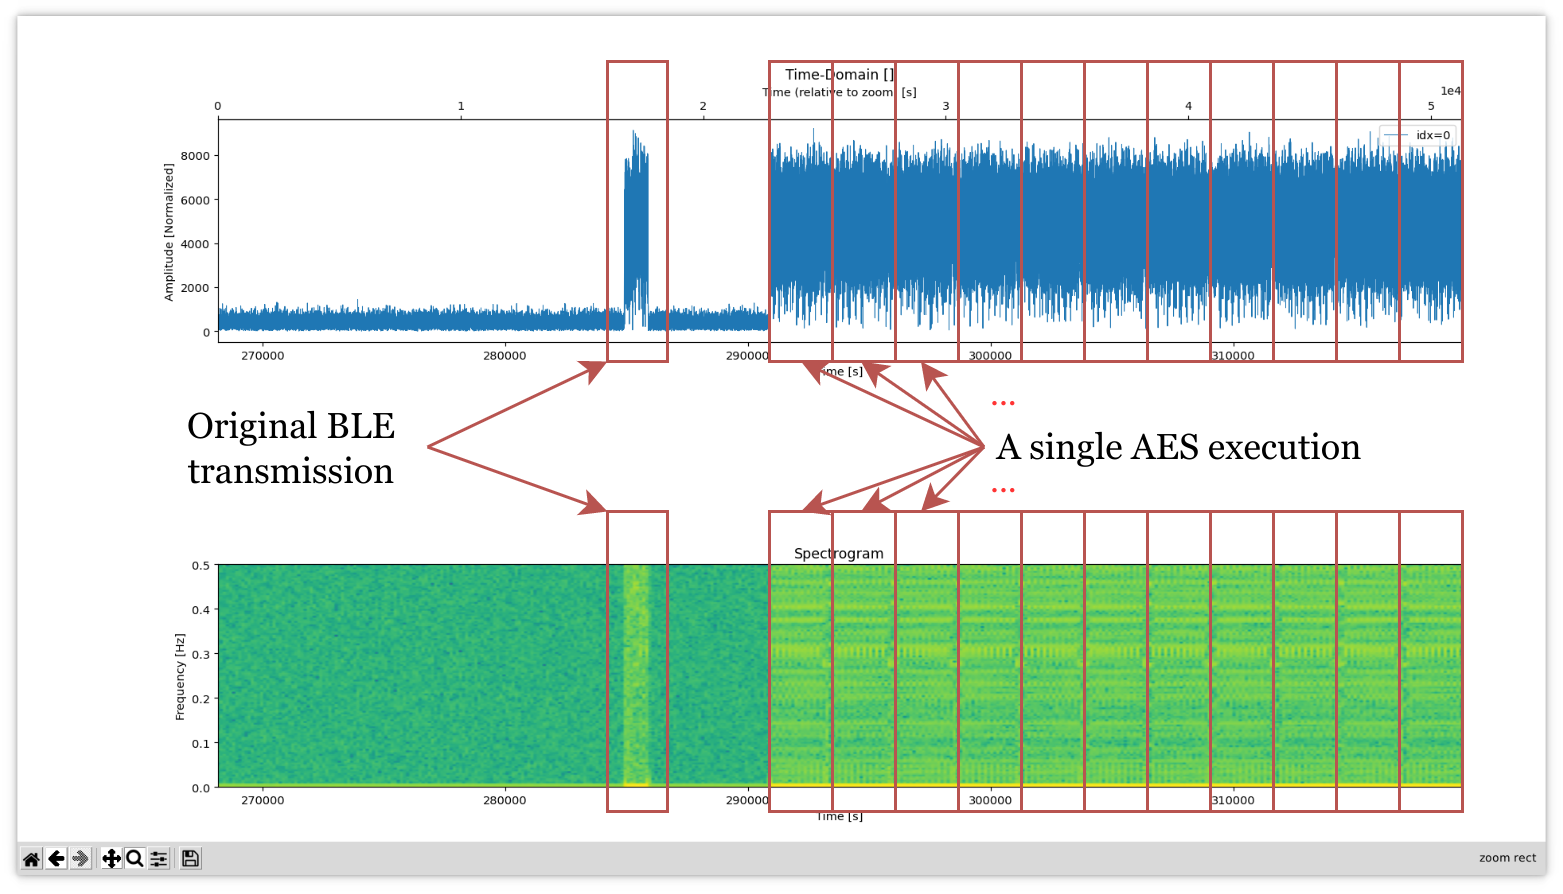 Time-Domain []
Time (relative to zoom) [s]
1e4
0 1 2 3 4 5
idx=0
Amplitude [Normalized]
8000
6000
4000
2000
0
270000 280000 290000 300000 310000
Time [s]
Original BLE
transmission
...
A single AES execution
...
Spectrogram
Frequency [Hz]
0.5
0.4
0.3
0.2
0.1
0.0
270000 280000 290000 300000 310000
Time [s]
zoom rect